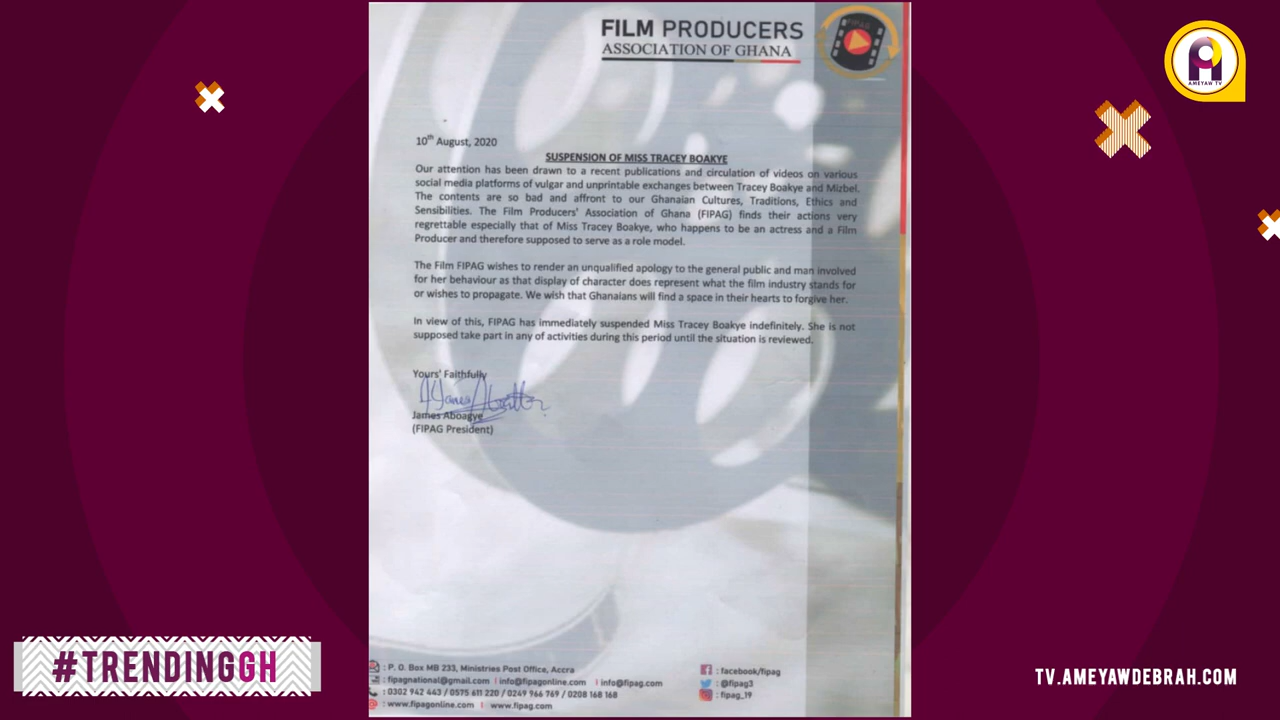 FILM PRODUCERS
ASSOCIATION OF GHANA
FIPAG
AMEYAW TV
10th August, 2020
SUSPENSION OF MISS TRACEY BOAKYE
Our attention has been drawn to a recent publications and circulation of videos on various
social media platforms of vulgar and unprintable exchanges between Tracey Boakye and Mizbel.
The contents are so bad and affront to our Ghanaian Cultures, Traditions, Ethics and
Sensibilities. The Film Producers' Association of Ghana (FIPAG) finds their actions very
regrettable especially that of Miss Tracey Boakye, who happens to be an actress and a Film
Producer and therefore supposed to serve as a role model.
The Film FIPAG wishes to render an unqualified apology to the general public and man involved
for her behaviour as that display of character does represent what the film industry stands for
or wishes to propagate. We wish that Ghanaians will find a space in their hearts to forgive her.
In view of this, FIPAG has immediately suspended Miss Tracey Boakye indefinitely. She is not
supposed take part in any of activities during this period until the situation is reviewed.
Yours' Faithfully
James Aboagye
(FIPAG President)
: P. O. Box MB 233, Ministries Post Office, Accra
: fipagnational@gmail.com I info@fipagonline.com I info@fipag.com
: 0302 942 443 / 0575 611 220 / 0249 966 769 / 0208 168 168
: www.fipagonline.com I www.fipag.com
: facebook/fipag
: @fipag3
: fipag_19
#TRENDINGGH
TV.AMEYAWDEBRAH.COM